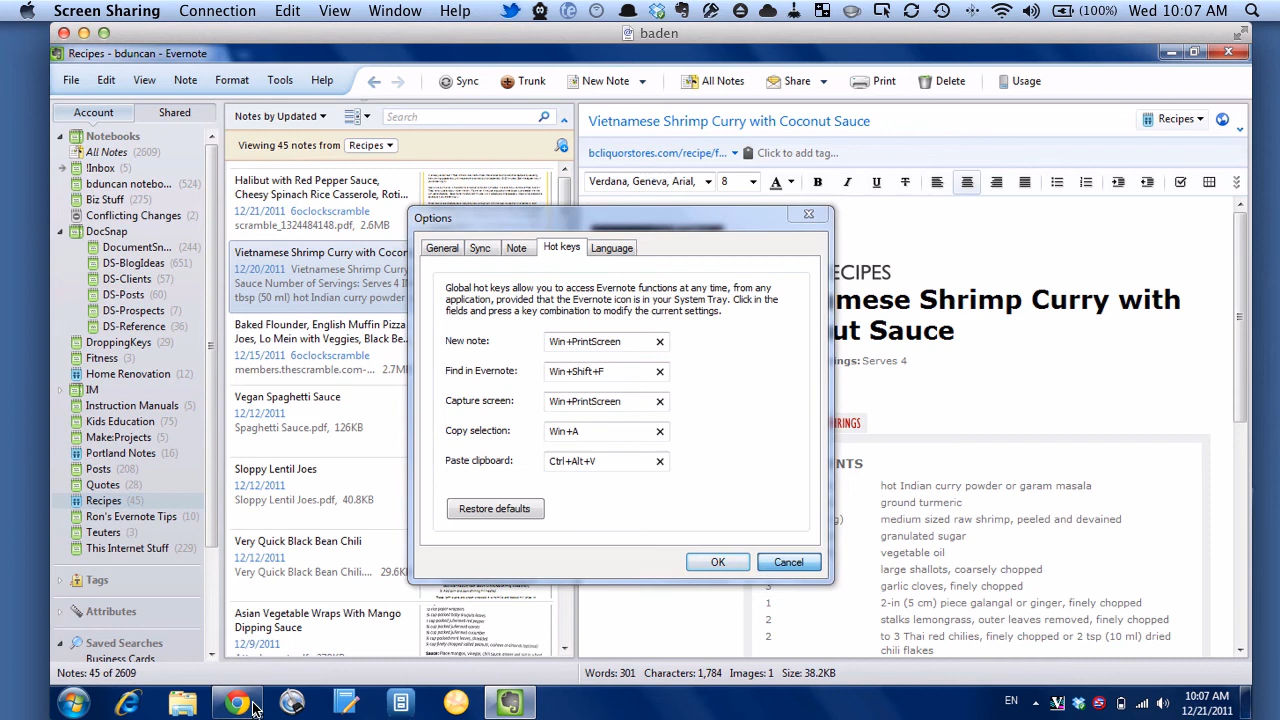 Screen Sharing Connection Edit View Window Help (100%) Wed 10:07 AM
baden
Recipes - bduncan - Evernote
File Edit View Note Format Tools Help
Sync Trunk New Note All Notes Share Print Delete Usage
Account Shared
Notebooks
All Notes (2609)
!Inbox (5)
bduncan notebo... (524)
Biz Stuff (275)
Conflicting Changes (2)
DocSnap
DocumentSn... (244)
DS-BlogIdeas (51)
DS-Clients (57)
DS-Posts (60)
DS-Prospects (7)
DS-Reference (36)
DroppingKeys (29)
Fitness (3)
Home Renovation (12)
IM
Instruction Manuals (5)
Kids Education (75)
Make:Projects (5)
Portland Notes (16)
Posts (8)
Quotes (28)
Recipes (45)
Ron's Evernote Tips (10)
Teuters (3)
This Internet Stuff (229)
Tags
Attributes
Saved Searches
Business Cards
Notes by Updated Search
Viewing 45 notes from Recipes
Halibut with Red Pepper Sauce,
Cheesy Spinach Rice Casserole, Roti...
12/21/2011 6oclockscramble
scramble_1324484148.pdf, 2.6MB
Vietnamese Shrimp Curry with Cocon
12/20/2011 Vietnamese Shrimp Curry
Sauce Number of Servings: Serves 4 IN
tbsp (50 ml) hot Indian curry powder
Baked Flounder, English Muffin Pizza
Joes, Lo Mein with Veggies, Black Be...
12/15/2011 6oclockscramble
members.thescramble.com-... 2.7M
Vegan Spaghetti Sauce
12/12/2011
Spaghetti Sauce.pdf, 126KB
Sloppy Lentil Joes
12/12/2011
Sloppy Lentil Joes.pdf, 40.8KB
Very Quick Black Bean Chili
12/12/2011
Very Quick Black Bean Chili.... 29.6K
Asian Vegetable Wraps With Mango
Dipping Sauce
12/9/2011
Vietnamese Shrimp Curry with Coconut Sauce Recipes
bcliquorstores.com/recipe/f... Click to add tag...
Verdana, Geneva, Arial, 8 A B I U T
ECIPES
mese Shrimp Curry with
ut Sauce
ings: Serves 4
IRINGS
ENTS
hot Indian curry powder or garam masala
ground turmeric
g) medium sized raw shrimp, peeled and devained
granulated sugar
vegetable oil
large shallots, coarsely chopped
garlic cloves, finely chopped
1 2-in (5 cm) piece galangal or ginger, finely chopped
2 stalks lemongrass, outer leaves removed, finely chopped
2 to 3 Thai red chilies, finely chopped or 2 tsp (10 ml) dried
chili flakes
Options
General Sync Note Hot keys Language
Global hot keys allow you to access Evernote functions at any time, from any
application, provided that the Evernote icon is in your System Tray. Click in the
fields and press a key combination to modify the current settings.
New note: Win+PrintScreen
Find in Evernote: Win+Shift+F
Capture screen: Win+PrintScreen
Copy selection: Win+A
Paste clipboard: Ctrl+Alt+V
Restore defaults
OK Cancel
Notes: 45 of 2609 Words: 301 Characters: 1,784 Images: 1 Size: 38.2KB
EN 10:07 AM
12/21/2011